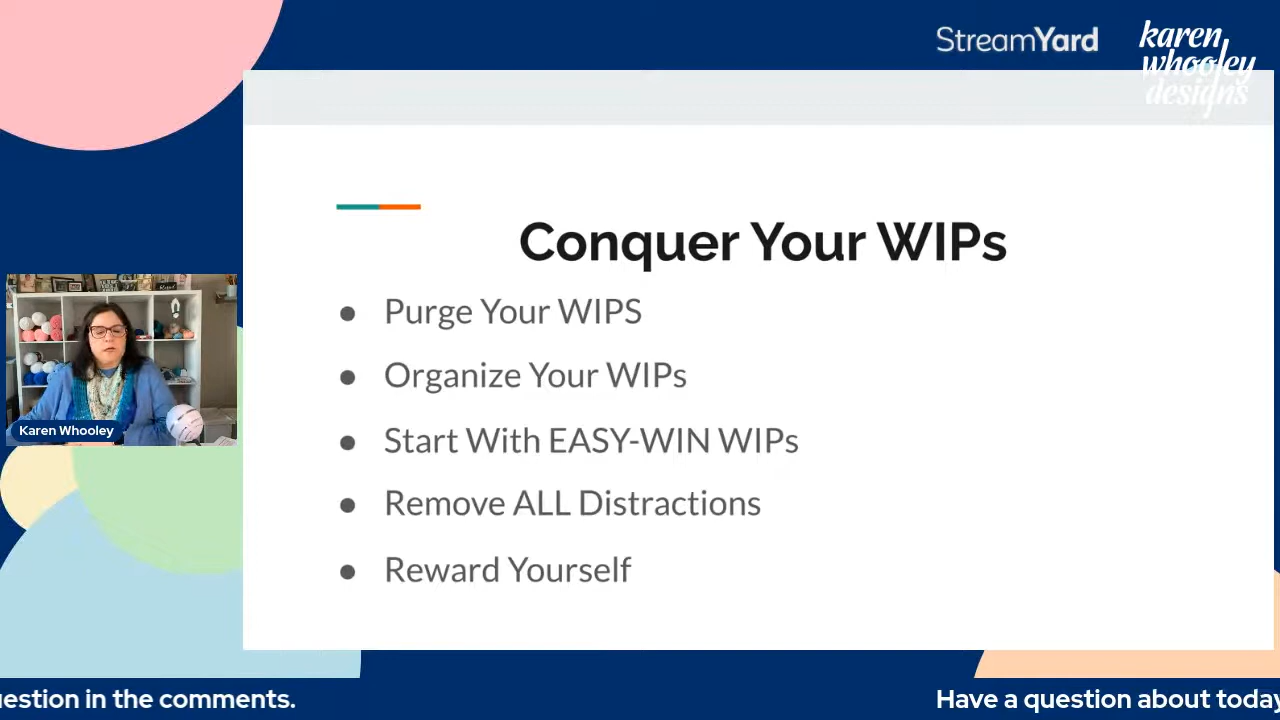 StreamYard
karen
whooley
designs
Conquer Your WIPs
● Purge Your WIPS
● Organize Your WIPs
● Start With EASY-WIN WIPs
● Remove ALL Distractions
● Reward Yourself
Karen Whooley
uestion in the comments.
Have a question about today